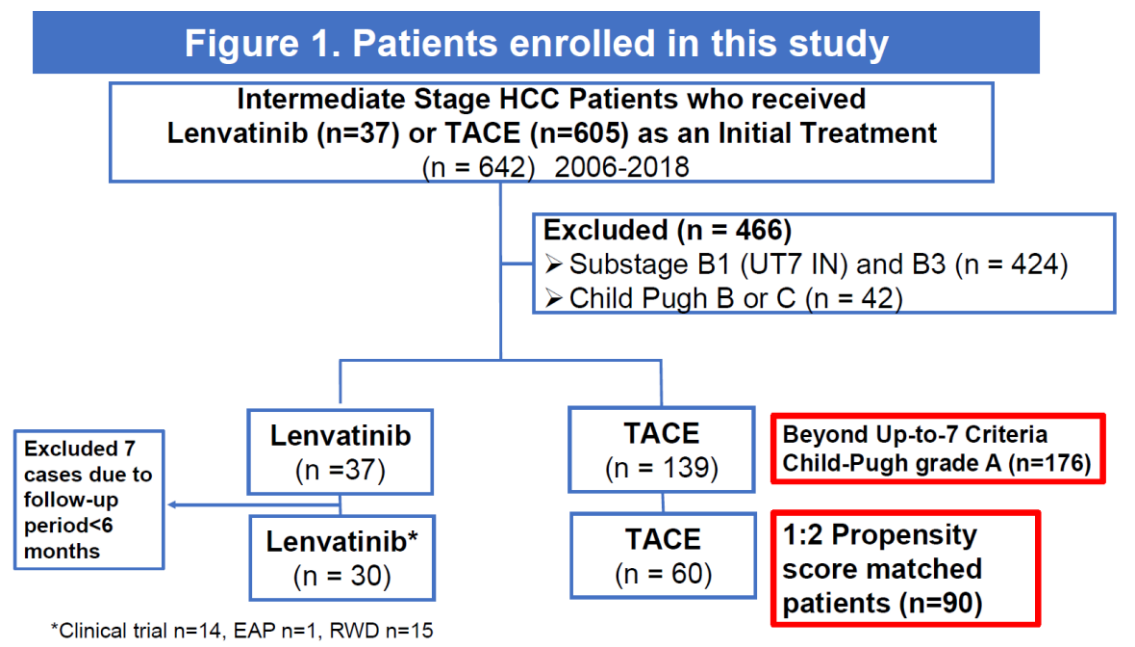 Figure 1. Patients enrolled in this study
Intermediate Stage HCC Patients who received
Lenvatinib (n=37) or TACE (n=605) as an Initial Treatment
(n = 642)  2006-2018
Excluded (n = 466)
➢ Substage B1 (UT7 IN) and B3 (n = 424)
➢ Child Pugh B or C (n = 42)
Lenvatinib
(n =37)
TACE
(n = 139)
Beyond Up-to-7 Criteria
Child-Pugh grade A (n=176)
Excluded 7
cases due to
follow-up
period<6
months
Lenvatinib*
(n = 30)
TACE
(n = 60)
1:2 Propensity
score matched
patients (n=90)
*Clinical trial n=14, EAP n=1, RWD n=15